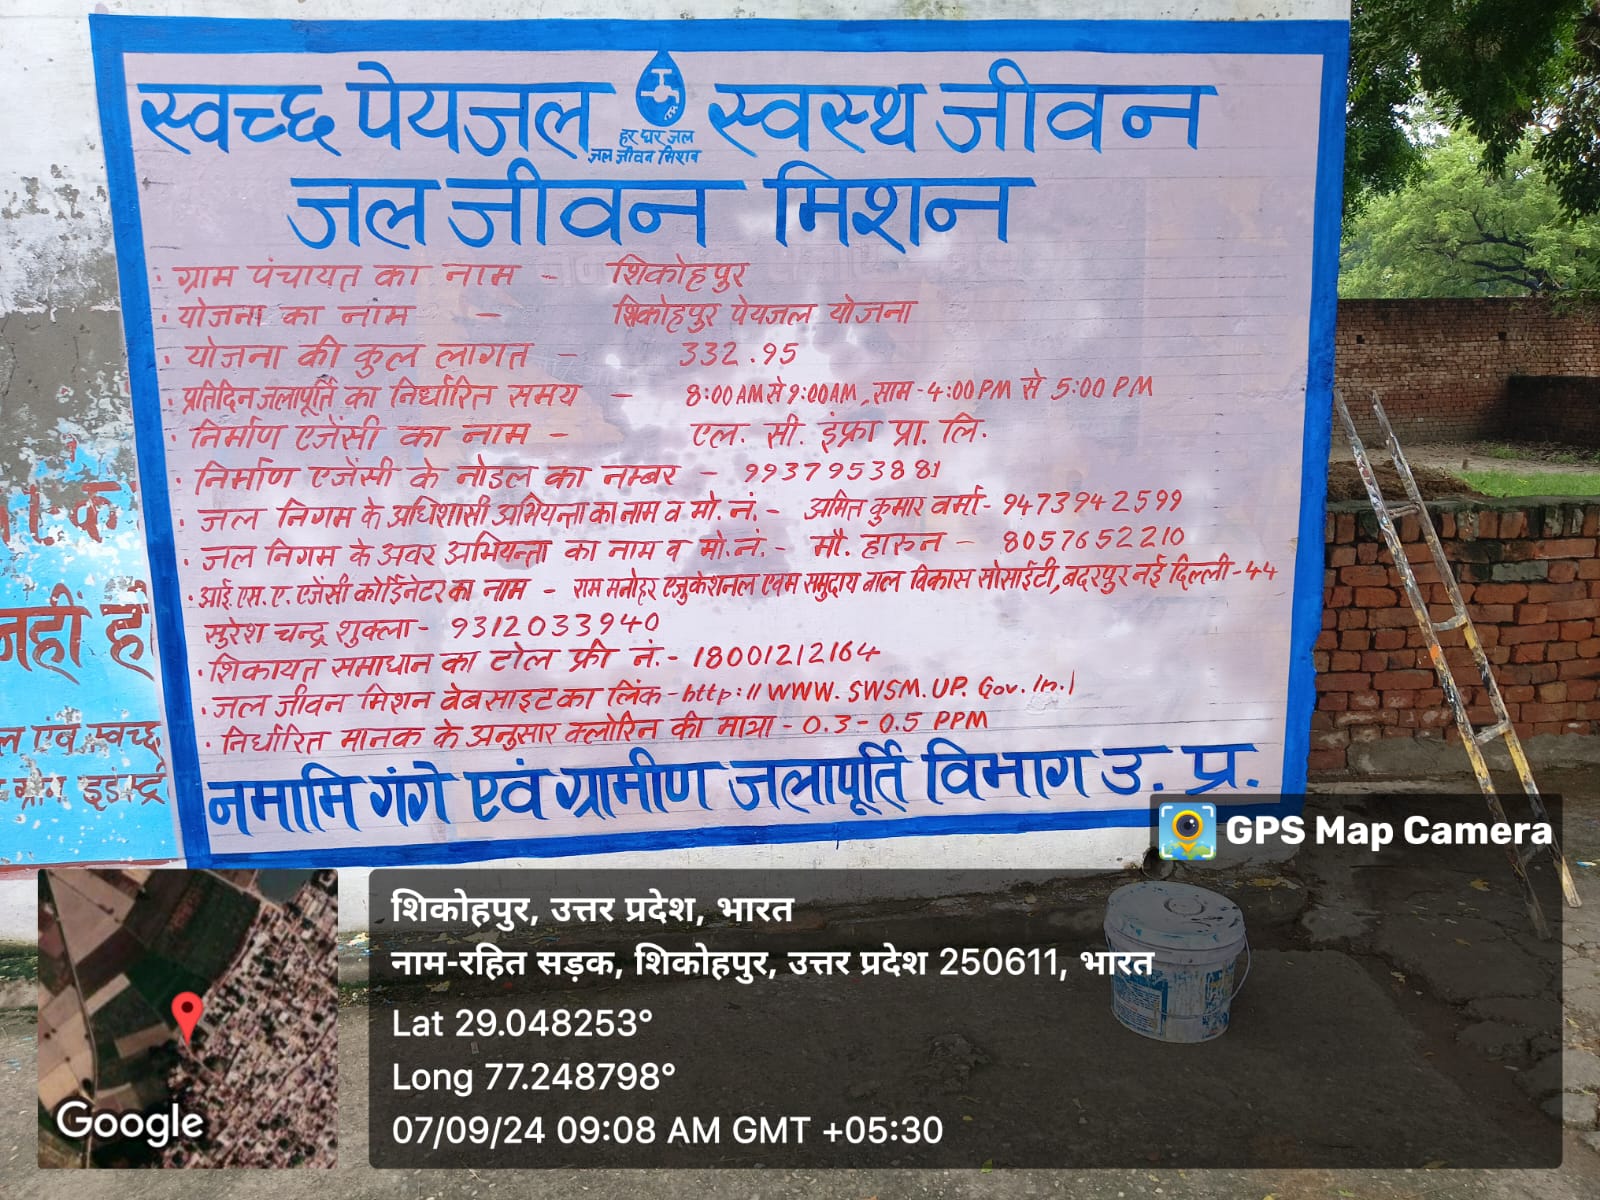 स्वच्छ पेयजल स्वस्थ जीवन
हर घर जल
जल जीवन मिशन
जल जीवन मिशन
· ग्राम पंचायत का नाम - शिकोहपुर
· योजना का नाम - शिकोहपुर पेयजल योजना
· योजना की कुल लागत - 332.95
· प्रतिदिन जलापूर्ति का निर्धारित समय - 8:00 AM से 9:00 AM, साम - 4:00 PM से 5:00 PM
· निर्माण एजेंसी का नाम - एल. सी. इंफ्रा प्रा. लि.
· निर्माण एजेंसी के नोडल का नम्बर - 9937953881
· जल निगम के अधिशासी अभियन्ता का नाम व मो. नं. - अमित कुमार वर्मा - 9473942599
· जल निगम के अवर अभियन्ता का नाम व मो. नं. - मौ. हारून - 8057652210
· आई. एस. ए. एजेंसी कोर्डिनेटर का नाम - राम मनोहर एजुकेशनल एवम समुदाय बाल विकास सोसाईटी, बदरपुर नई दिल्ली - 44
सुरेश चन्द्र शुक्ला - 9312033940
· शिकायत समाधान का टोल फ्री नं. - 18001212164
· जल जीवन मिशन वेबसाइट का लिंक - http://WWW.SWSM.UP.Gov.In.|
· निर्धारित मानक के अनुसार क्लोरिन की मात्रा - 0.3 - 0.5 PPM
नमामि गंगे एवं ग्रामीण जलापूर्ति विभाग उ. प्र.
नहीं
एवं स्वच्छ
GPS Map Camera
शिकोहपुर, उत्तर प्रदेश, भारत
नाम-रहित सड़क, शिकोहपुर, उत्तर प्रदेश 250611, भारत
Lat 29.048253°
Long 77.248798°
07/09/24 09:08 AM GMT +05:30
Google